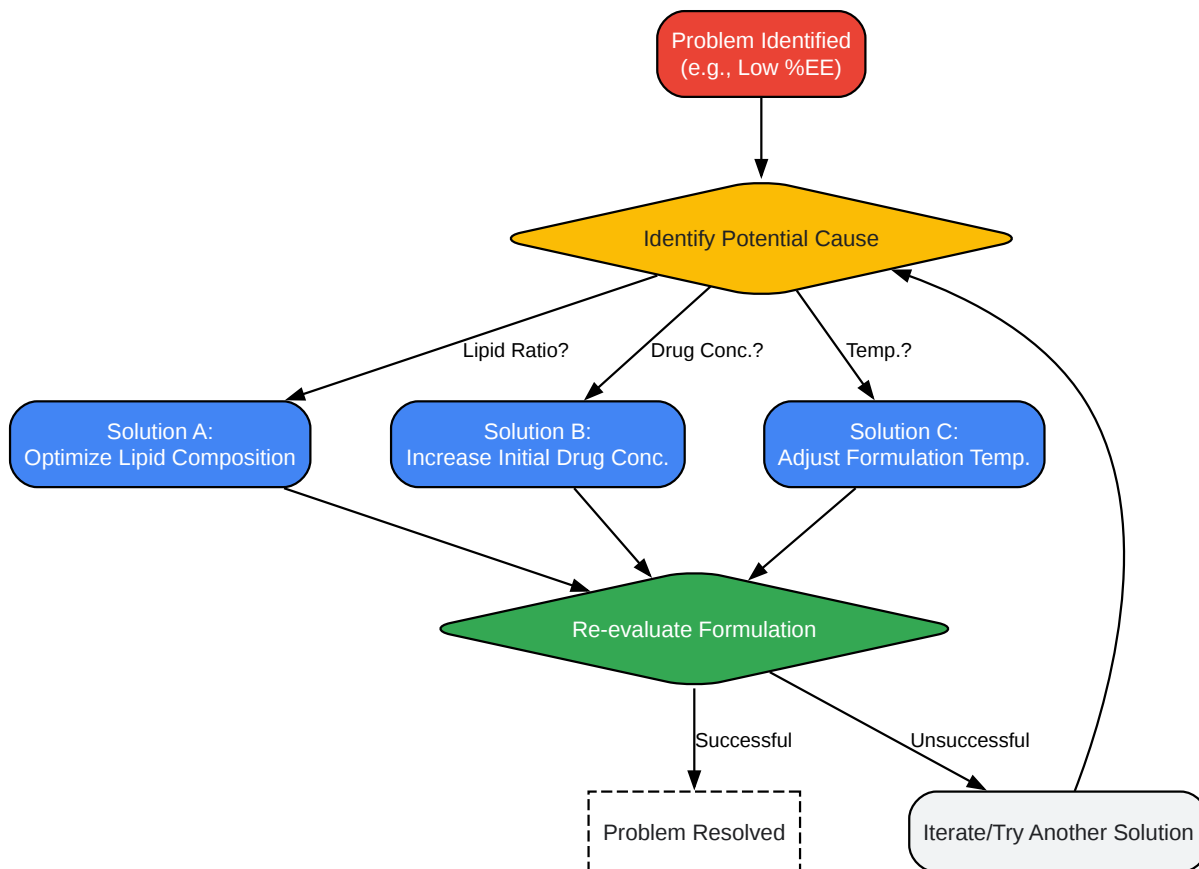 Problem Identified
(e.g., Low %EE)
Identify Potential Cause
Lipid Ratio?
Drug Conc.?
Temp.?
Solution A:
Optimize Lipid Composition
Solution B:
Increase Initial Drug Conc.
Solution C:
Adjust Formulation Temp.
Re-evaluate Formulation
Successful
Unsuccessful
Problem Resolved
Iterate/Try Another Solution